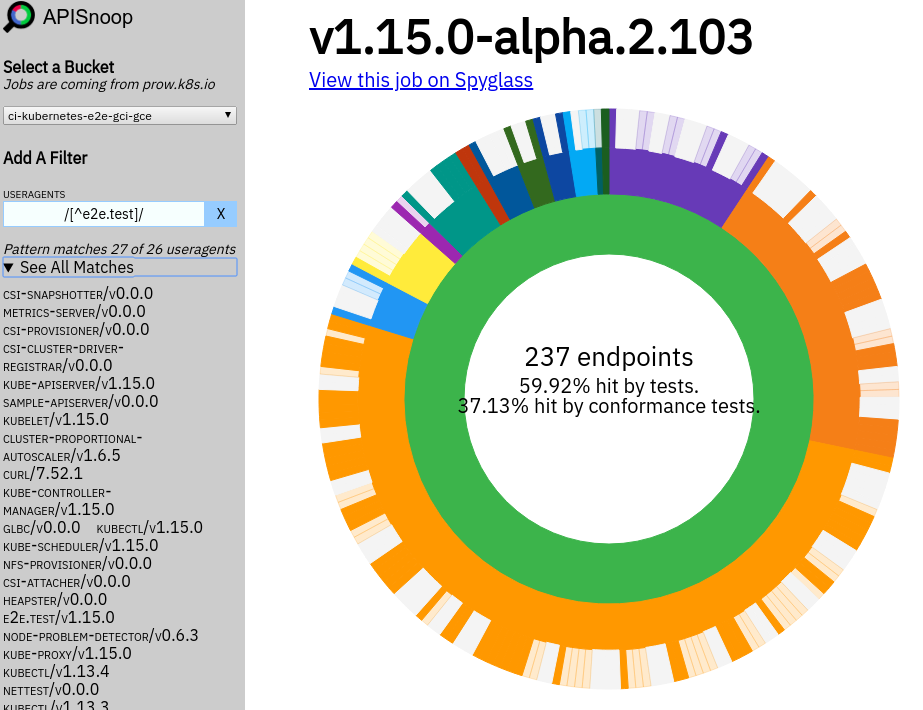 APISnoop
Select a Bucket
Jobs are coming from prow.k8s.io
ci-kubernetes-e2e-gci-gce
Add A Filter
USERAGENTS
/[^e2e.test]/ X
Pattern matches 27 of 26 useragents
▼ See All Matches
CSI-SNAPSHOTTER/V0.0.0
METRICS-SERVER/V0.0.0
CSI-PROVISIONER/V0.0.0
CSI-CLUSTER-DRIVER-
REGISTRAR/V0.0.0
KUBE-APISERVER/V1.15.0
SAMPLE-APISERVER/V0.0.0
KUBELET/V1.15.0
CLUSTER-PROPORTIONAL-
AUTOSCALER/V1.6.5
CURL/7.52.1
KUBE-CONTROLLER-
MANAGER/V1.15.0
GLBC/V0.0.0 KUBECTL/V1.15.0
KUBE-SCHEDULER/V1.15.0
NFS-PROVISIONER/V0.0.0
CSI-ATTACHER/V0.0.0
HEAPSTER/V0.0.0
E2E.TEST/V1.15.0
NODE-PROBLEM-DETECTOR/V0.6.3
KUBE-PROXY/V1.15.0
KUBECTL/V1.13.4
NETTEST/V0.0.0
KUBECTL/V1.13.3
v1.15.0-alpha.2.103
View this job on Spyglass
237 endpoints
59.92% hit by tests.
37.13% hit by conformance tests.